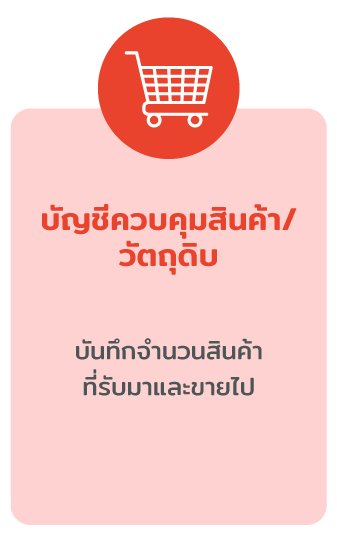 บัญชีควบคุมสินค้า/
วัตถุดิบ
บันทึกจำนวนสินค้า
ที่รับมาและขายไป